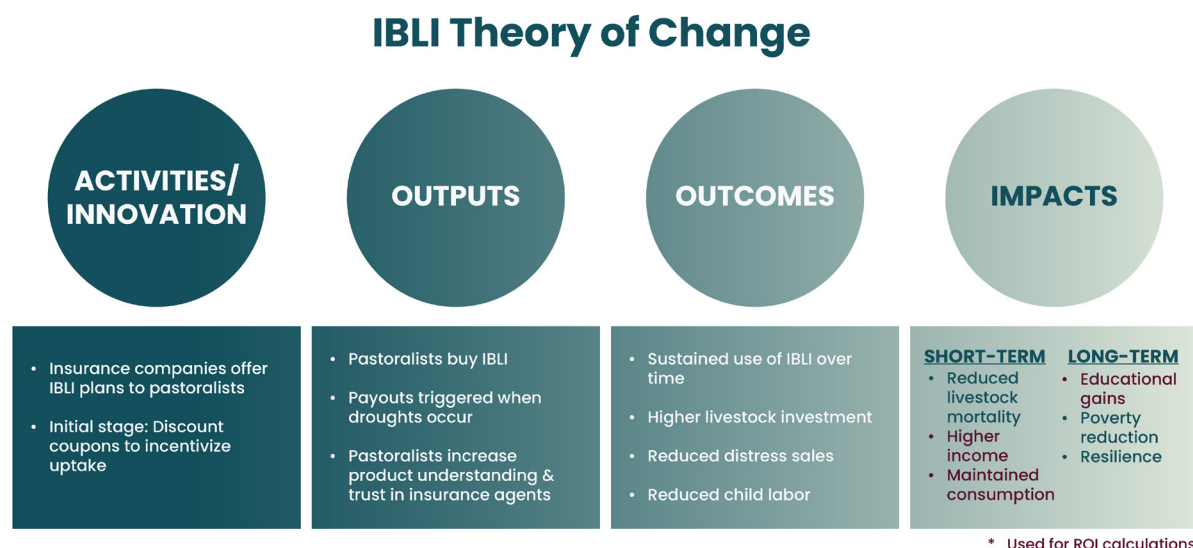 IBLI Theory of Change
ACTIVITIES/
INNOVATION
• Insurance companies offer
IBLI plans to pastoralists
• Initial stage: Discount
coupons to incentivize
uptake
OUTPUTS
• Pastoralists buy IBLI
• Payouts triggered when
droughts occur
• Pastoralists increase
product understanding &
trust in insurance agents
OUTCOMES
• Sustained use of IBLI over
time
• Higher livestock investment
• Reduced distress sales
• Reduced child labor
IMPACTS
SHORT-TERM
• Reduced
livestock
mortality
• Higher
income
• Maintained
consumption
LONG-TERM
• Educational
gains
• Poverty
reduction
• Resilience
* Used for ROI calculations